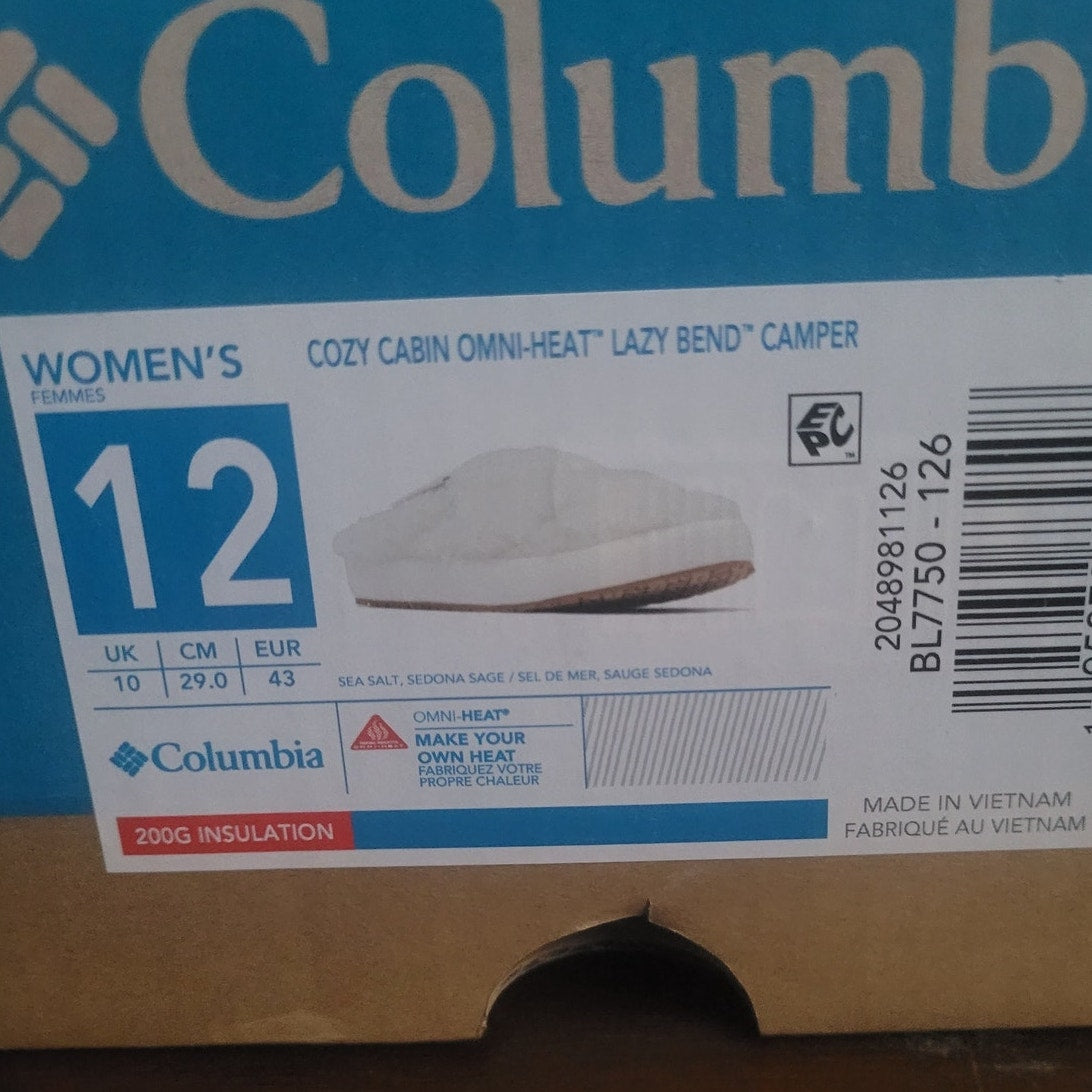 Columb
WOMEN'S
FEMMES
COZY CABIN OMNI-HEAT™ LAZY BEND™ CAMPER
12
EPC™
2048981126
BL7750 - 126
UK CM EUR
10 29.0 43
SEA SALT, SEDONA SAGE / SEL DE MER, SAUGE SEDONA
Columbia
OMNI-HEAT®
MAKE YOUR
OWN HEAT
FABRIQUEZ VOTRE
PROPRE CHALEUR
200G INSULATION
MADE IN VIETNAM
FABRIQUÉ AU VIETNAM